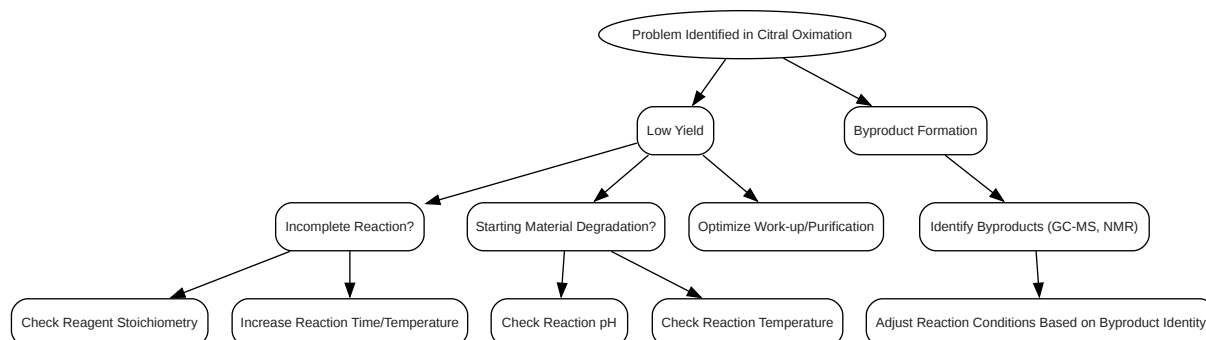 Problem Identified in Citral Oximation
Low Yield
Byproduct Formation
Incomplete Reaction?
Starting Material Degradation?
Optimize Work-up/Purification
Identify Byproducts (GC-MS, NMR)
Check Reagent Stoichiometry
Increase Reaction Time/Temperature
Check Reaction pH
Check Reaction Temperature
Adjust Reaction Conditions Based on Byproduct Identity